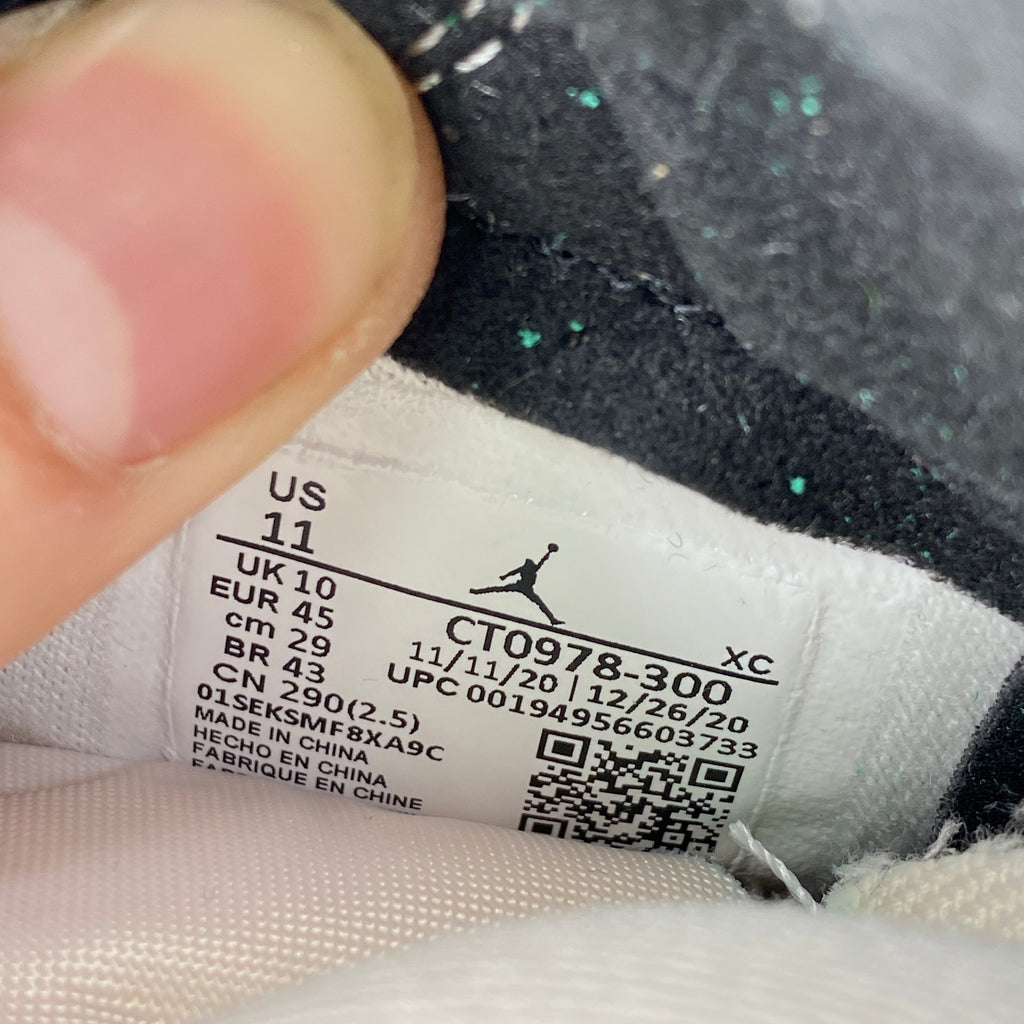 US
11
UK 10
EUR 45
cm 29
BR 43
CN 290(2.5)
01SEKSMF8XA9C
MADE IN CHINA
HECHO EN CHINA
FABRIQUE EN CHINE
XC
CT0978-300
11/11/20 | 12/26/20
UPC 00194956603733